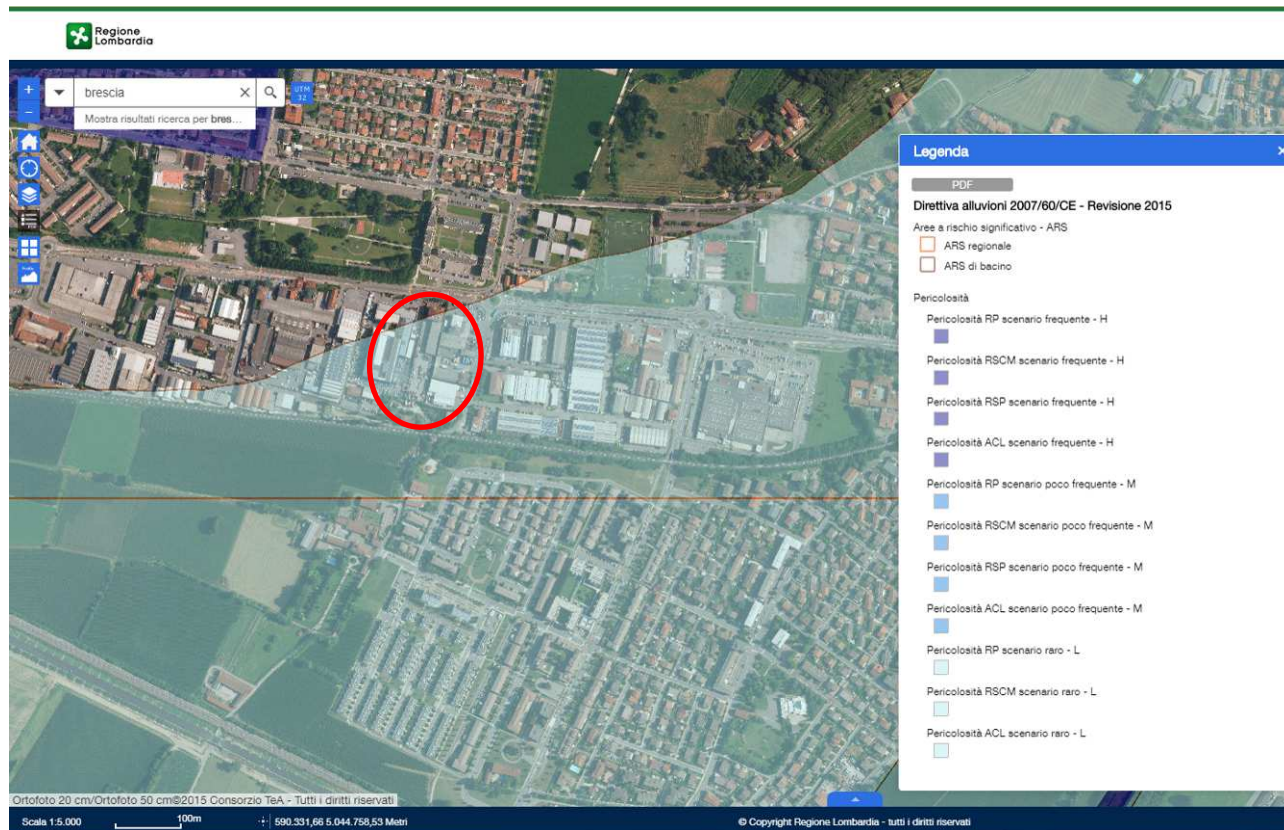 Regione
Lombardia
+
brescia
UTM
32
Mostra risultati ricerca per bres...
−
Legenda
PDF
Direttiva alluvioni 2007/60/CE - Revisione 2015
Aree a rischio significativo - ARS
ARS regionale
ARS di bacino
Pericolosità
Pericolosità RP scenario frequente - H
Pericolosità RSCM scenario frequente - H
Pericolosità RSP scenario frequente - H
Pericolosità ACL scenario frequente - H
Pericolosità RP scenario poco frequente - M
Pericolosità RSCM scenario poco frequente - M
Pericolosità RSP scenario poco frequente - M
Pericolosità ACL scenario poco frequente - M
Pericolosità RP scenario raro - L
Pericolosità RSCM scenario raro - L
Pericolosità ACL scenario raro - L
Ortofoto 20 cm/Ortofoto 50 cm©2015 Consorzio TeA - Tutti i diritti riservati
Scala 1:5.000
100m
590.331,66 5.044.758,53 Metri
© Copyright Regione Lombardia - tutti i diritti riservati